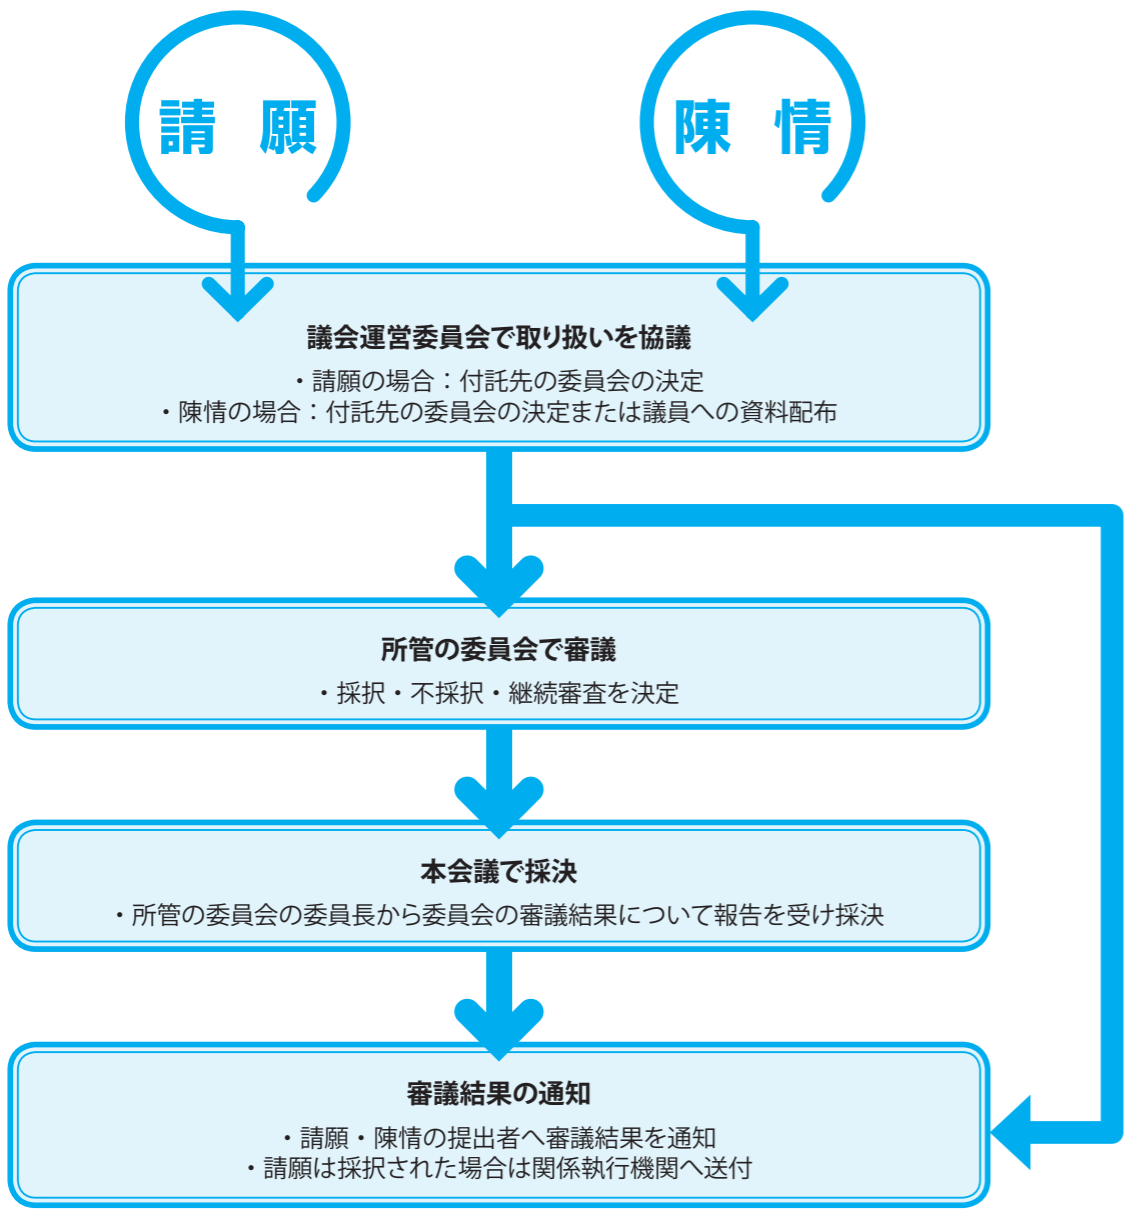 請 願
陳 情
議会運営委員会で取り扱いを協議
・請願の場合：付託先の委員会の決定
・陳情の場合：付託先の委員会の決定または議員への資料配布
所管の委員会で審議
・採択・不採択・継続審査を決定
本会議で採決
・所管の委員会の委員長から委員会の審議結果について報告を受け採決
審議結果の通知
・請願・陳情の提出者へ審議結果を通知
・請願は採択された場合は関係執行機関へ送付